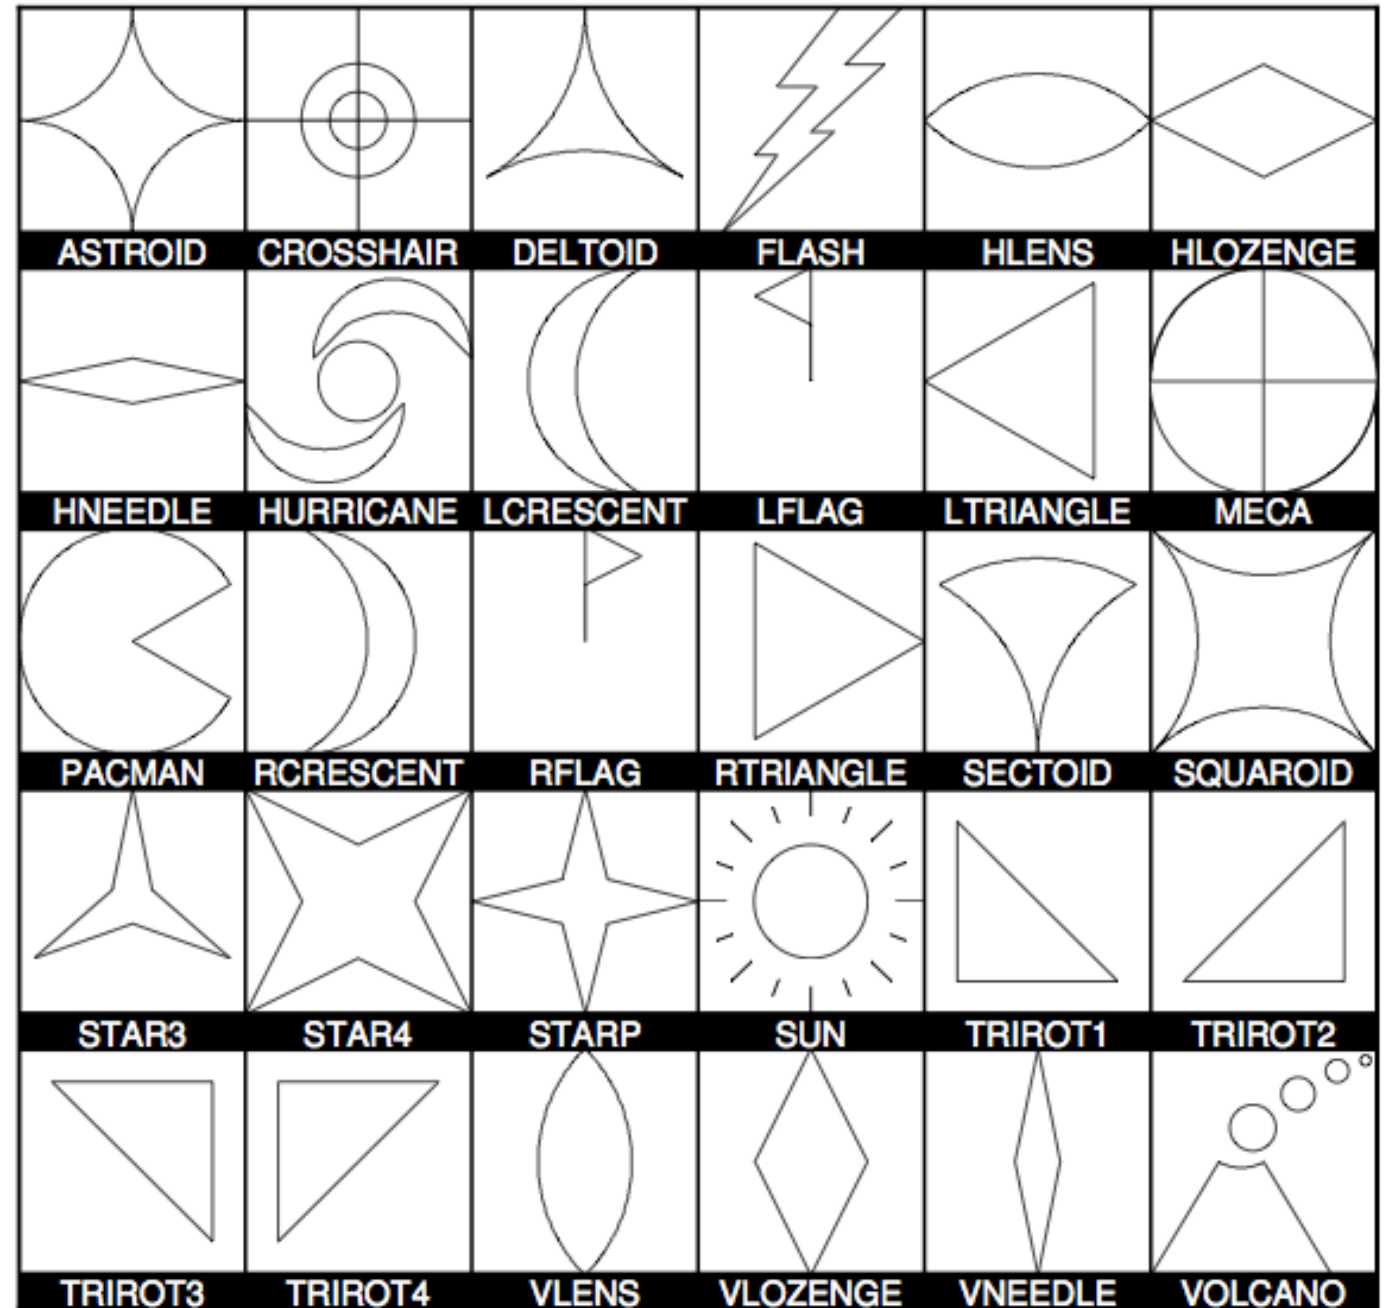 ASTROID CROSSHAIR DELTOID FLASH HLENS HLOZENGE
HNEEDLE HURRICANE LCRESCENT LFLAG LTRIANGLE MECA
PACMAN RCRESCENT RFLAG RTRIANGLE SECTOID SQUAROID
STAR3 STAR4 STARP SUN TRIROT1 TRIROT2
TRIROT3 TRIROT4 VLENS VLOZENGE VNEEDLE VOLCANO